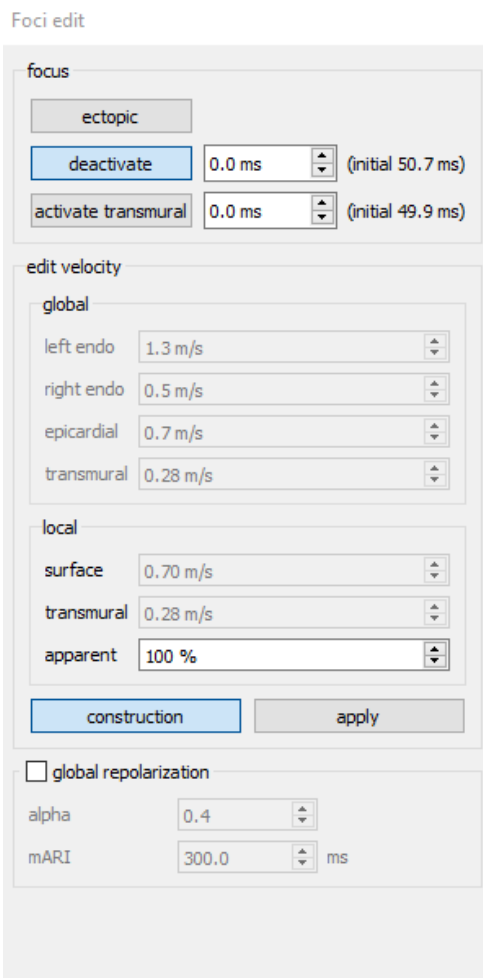 Foci edit
focus
ectopic
deactivate 0.0 ms (initial 50.7 ms)
activate transmural 0.0 ms (initial 49.9 ms)
edit velocity
global
left endo 1.3 m/s
right endo 0.5 m/s
epicardial 0.7 m/s
transmural 0.28 m/s
local
surface 0.70 m/s
transmural 0.28 m/s
apparent 100 %
construction apply
global repolarization
alpha 0.4
mARI 300.0 ms